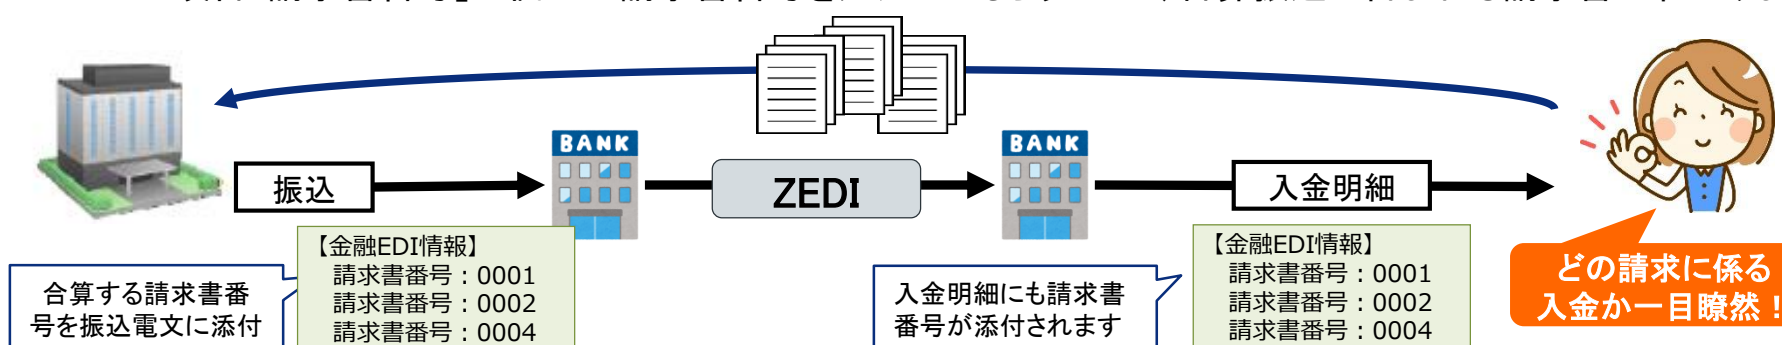 BANK
BANK
振込
ZEDI
入金明細
【金融EDI情報】
請求書番号：0001
請求書番号：0002
請求書番号：0004
合算する請求書番
号を振込電文に添付
入金明細にも請求書
番号が添付されます
【金融EDI情報】
請求書番号：0001
請求書番号：0002
請求書番号：0004
どの請求に係る
入金か一目瞭然！